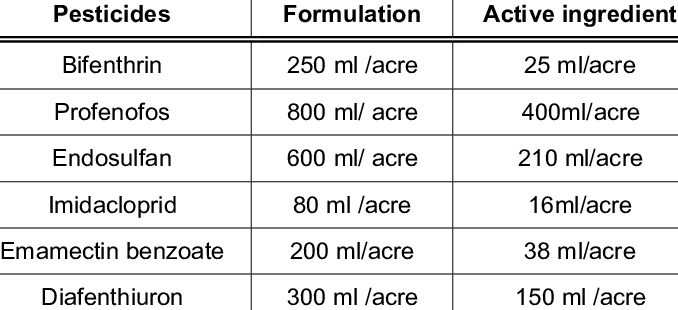 Pesticides Formulation Active ingredient
Bifenthrin 250 ml /acre 25 ml/acre
Profenofos 800 ml/ acre 400ml/acre
Endosulfan 600 ml/ acre 210 ml/acre
Imidacloprid 80 ml /acre 16ml/acre
Emamectin benzoate 200 ml/acre 38 ml/acre
Diafenthiuron 300 ml /acre 150 ml /acre